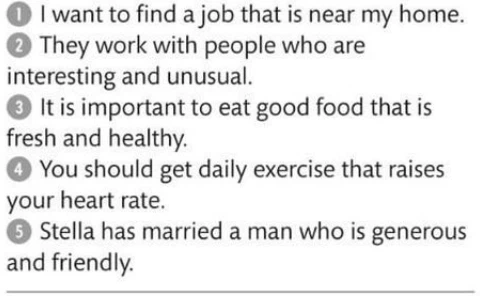 1 I want to find a job that is near my home.
2 They work with people who are
interesting and unusual.
3 It is important to eat good food that is
fresh and healthy.
4 You should get daily exercise that raises
your heart rate.
5 Stella has married a man who is generous
and friendly.